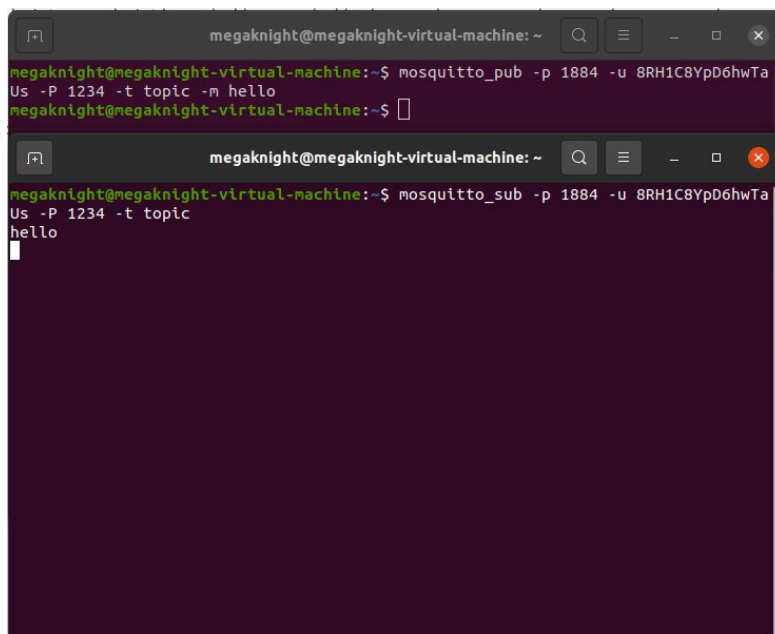 megaknight@megaknight-virtual-machine: ~
megaknight@megaknight-virtual-machine:~$ mosquitto_pub -p 1884 -u 8RH1C8YpD6hwTa
Us -P 1234 -t topic -m hello
megaknight@megaknight-virtual-machine:~$
megaknight@megaknight-virtual-machine: ~
megaknight@megaknight-virtual-machine:~$ mosquitto_sub -p 1884 -u 8RH1C8YpD6hwTa
Us -P 1234 -t topic
hello